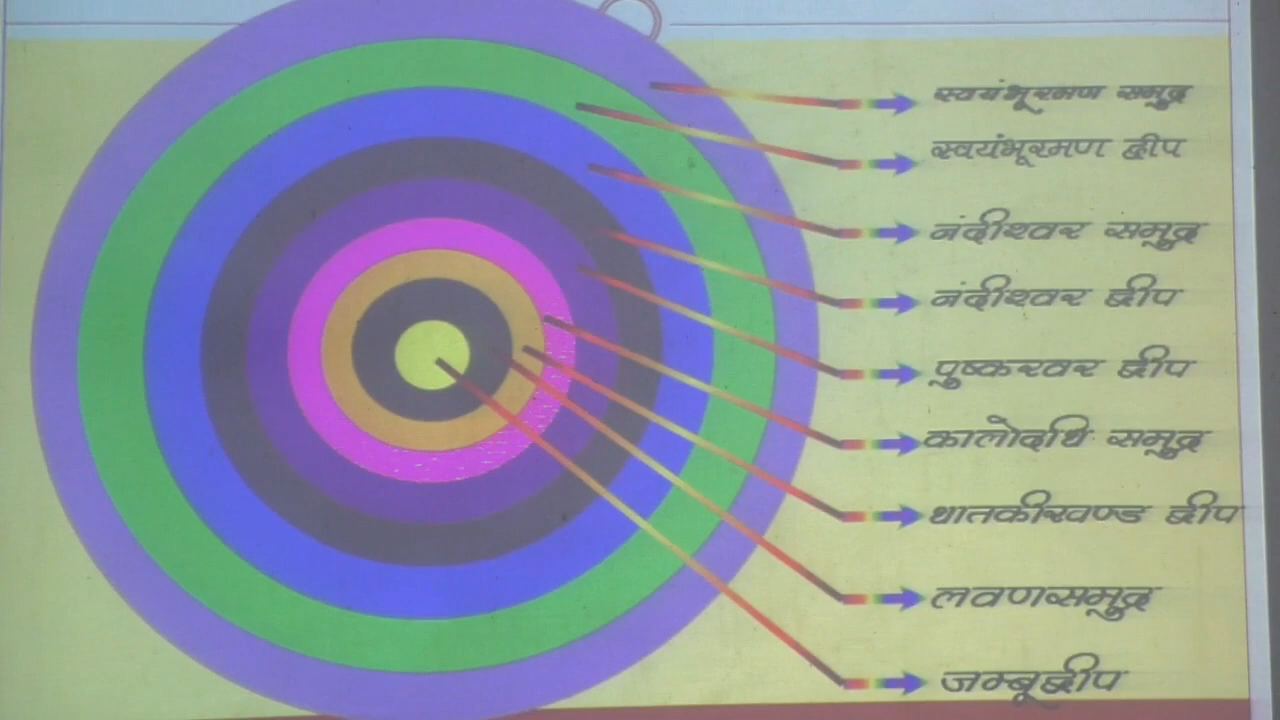 स्वयंभूरमण समुद्र
स्वयंभूरमण द्वीप
नंदीश्वर समुद्र
नंदीश्वर द्वीप
पुष्करवर द्वीप
कालोदधि समुद्र
धातकीखण्ड द्वीप
लवणसमुद्र
जम्बूद्वीप